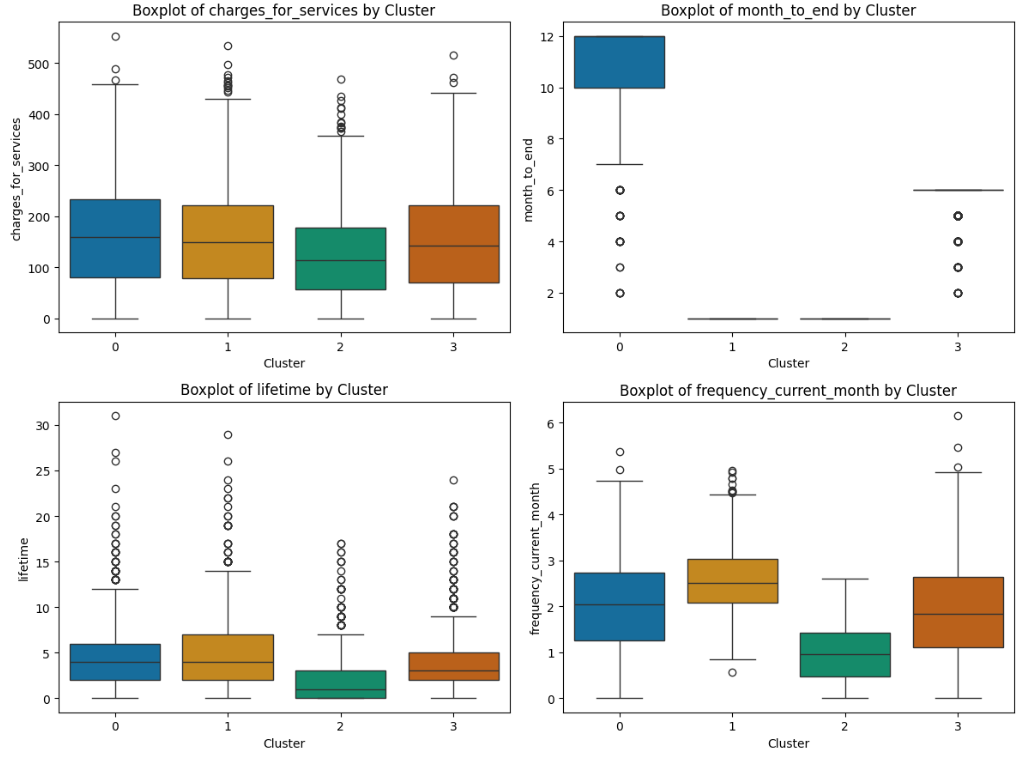 Boxplot of charges_for_services by Cluster
charges_for_services
500
400
300
200
100
0
0 1 2 3
Cluster
Boxplot of month_to_end by Cluster
month_to_end
12
10
8
6
4
2
0 1 2 3
Cluster
Boxplot of lifetime by Cluster
lifetime
30
25
20
15
10
5
0
0 1 2 3
Cluster
Boxplot of frequency_current_month by Cluster
frequency_current_month
6
5
4
3
2
1
0
0 1 2 3
Cluster